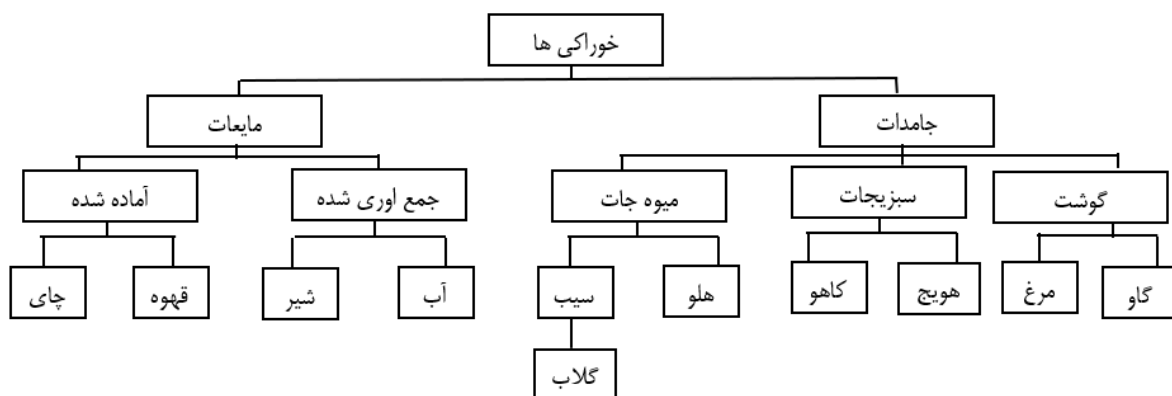 خوراکی ها
جامدات
مایعات
گوشت
سبزیجات
میوه جات
جمع اوری شده
آماده شده
گاو
مرغ
هویج
کاهو
هلو
سیب
آب
شیر
قهوه
چای
گلاب